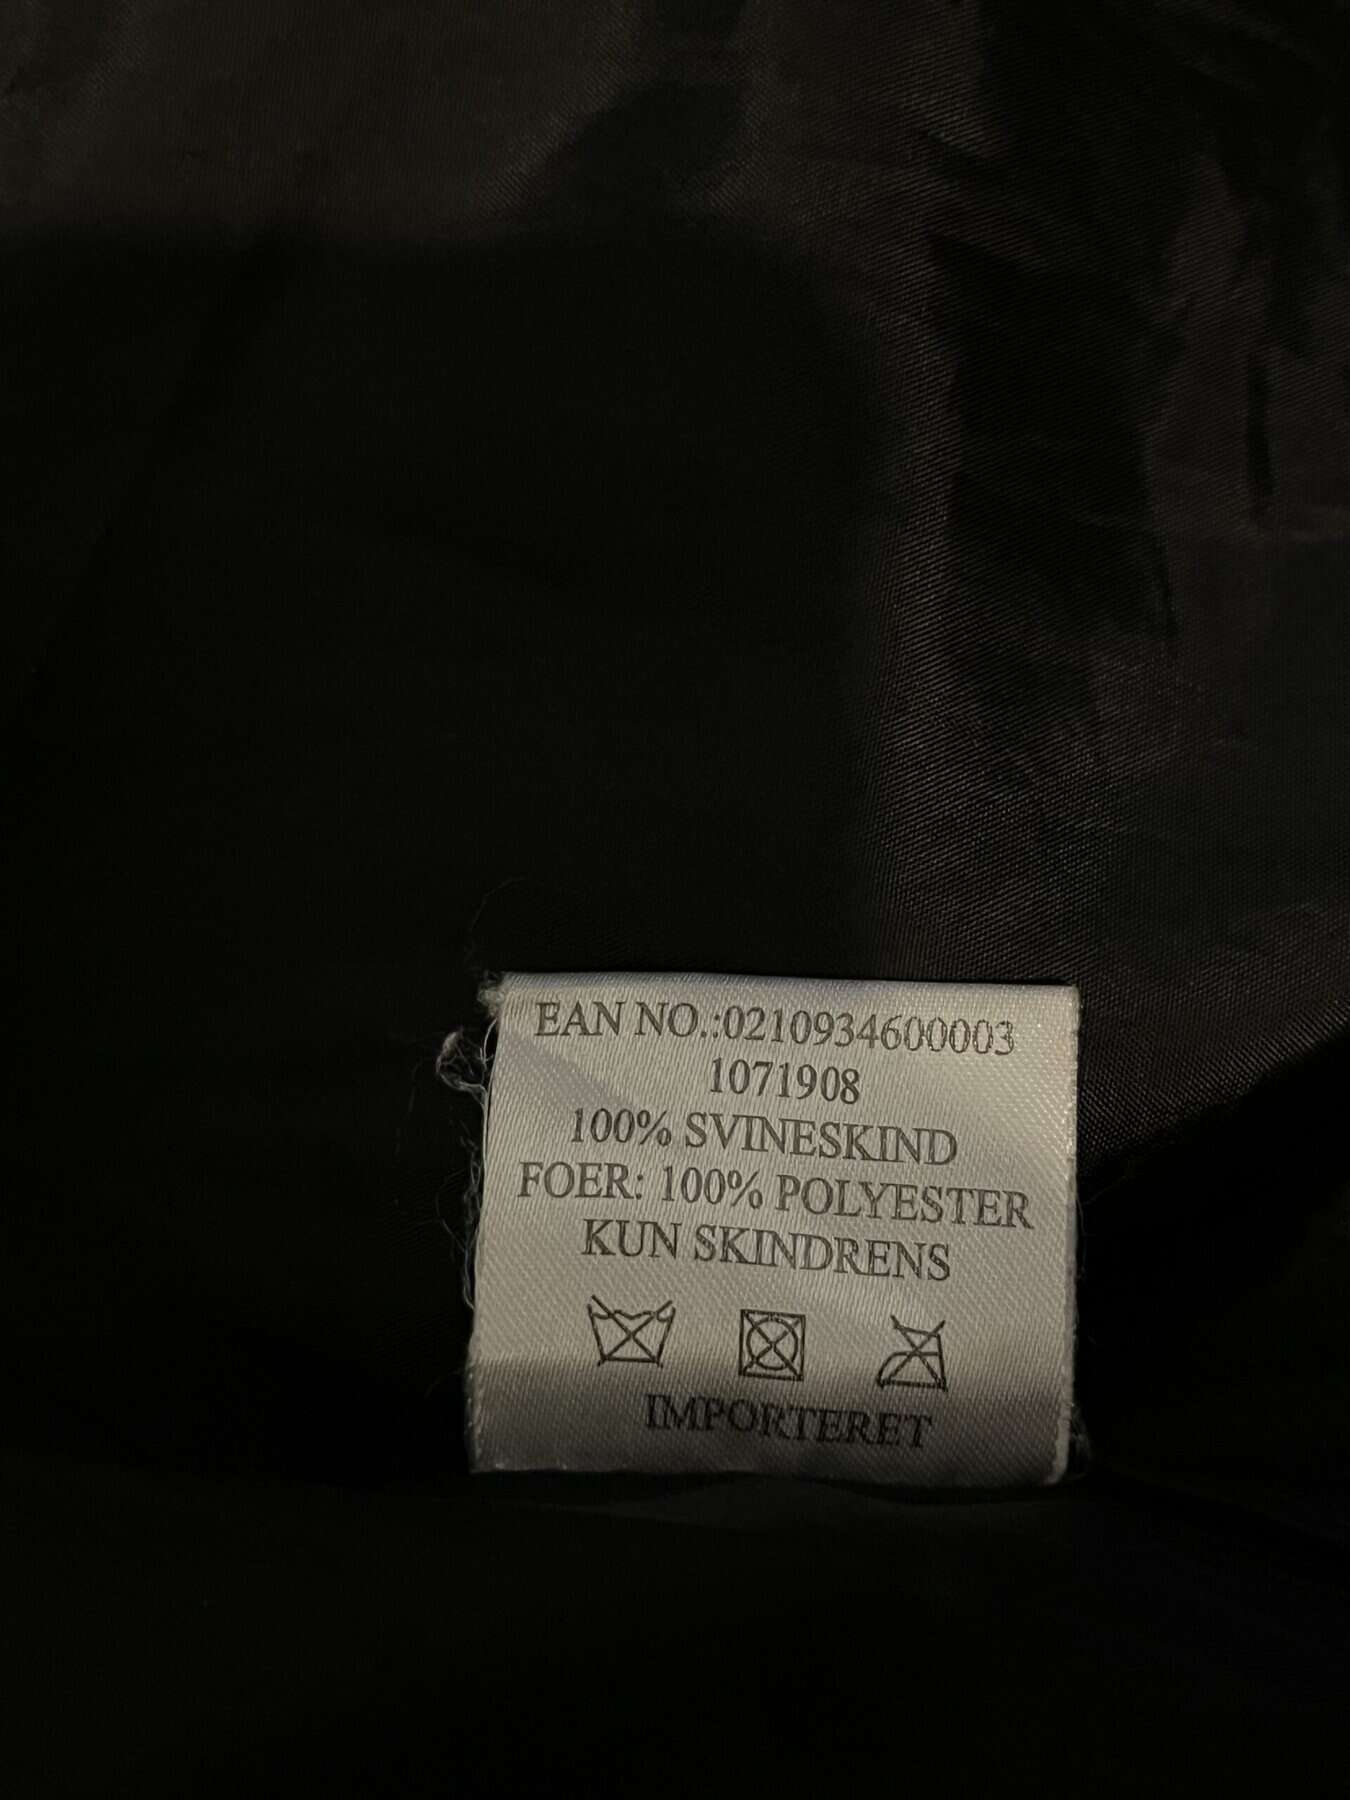 EAN NO.:0210934600003
1071908
100% SVINESKIND
FOER: 100% POLYESTER
KUN SKINDRENS
IMPORTERET